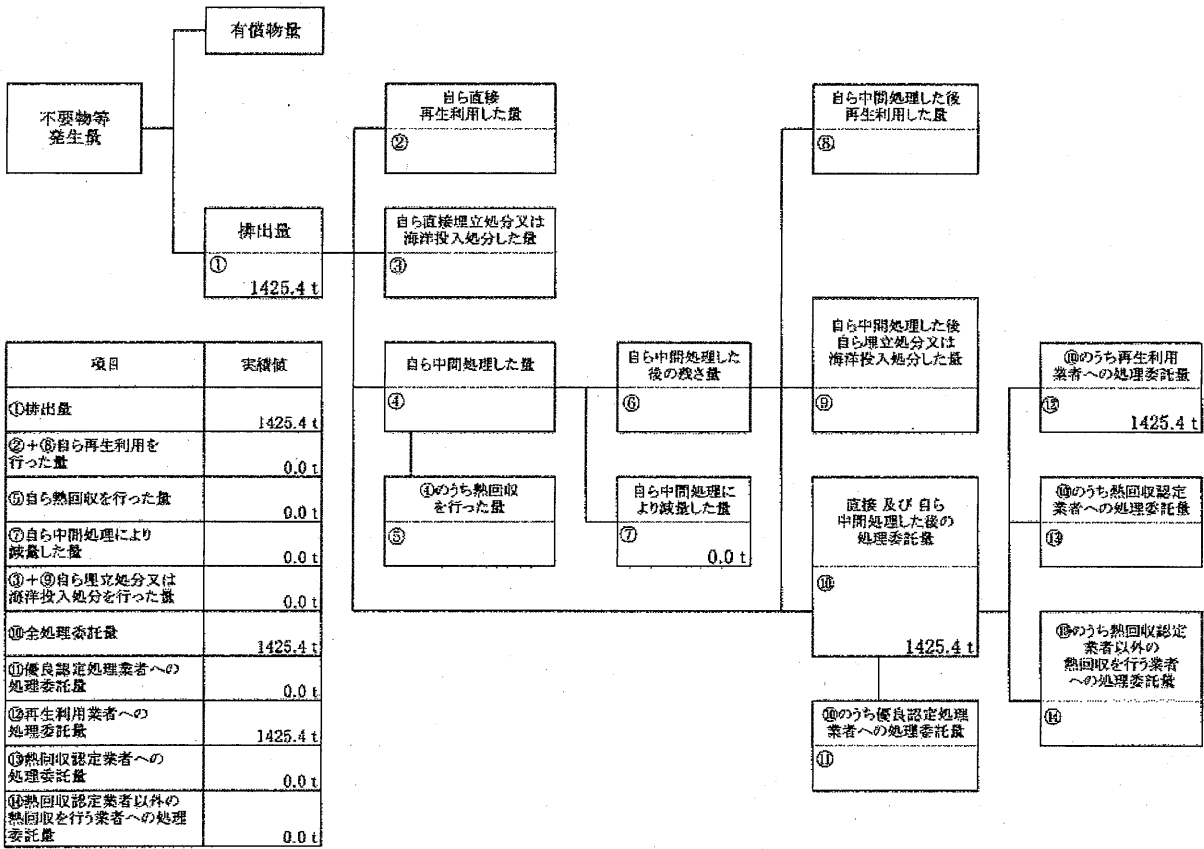 有償物量
不要物等
発生量
自ら直接
再生利用した量
②
自ら中間処理した後
再生利用した量
⑧
排出量
①
1425.4 t
自ら直接埋立処分又は
海洋投入処分した量
③
自ら中間処理した量
④
自ら中間処理した
後の残さ量
⑥
自ら中間処理した後
自ら埋立処分又は
海洋投入処分した量
⑨
⑩のうち再生利用
業者への処理委託量
⑫
1425.4 t
④のうち熱回収
を行った量
⑤
自ら中間処理に
より減量した量
⑦
0.0 t
直接 及び 自ら
中間処理した後の
処理委託量
⑩
1425.4 t
⑩のうち熱回収認定
業者への処理委託量
⑬
⑩のうち熱回収認定
業者以外の
熱回収を行う業者
への処理委託量
⑭
⑩のうち優良認定処理
業者への処理委託量
⑪
項目 実績値
①排出量
1425.4 t
②+⑧自ら再生利用を
行った量
0.0 t
⑤自ら熱回収を行った量
0.0 t
⑦自ら中間処理により
減量した量
0.0 t
③+⑨自ら埋立処分又は
海洋投入処分を行った量
0.0 t
⑩全処理委託量
1425.4 t
⑪優良認定処理業者への
処理委託量
0.0 t
⑫再生利用業者への
処理委託量
1425.4 t
⑬熱回収認定業者への
処理委託量
0.0 t
⑭熱回収認定業者以外の
熱回収を行う業者への処理
委託量
0.0 t